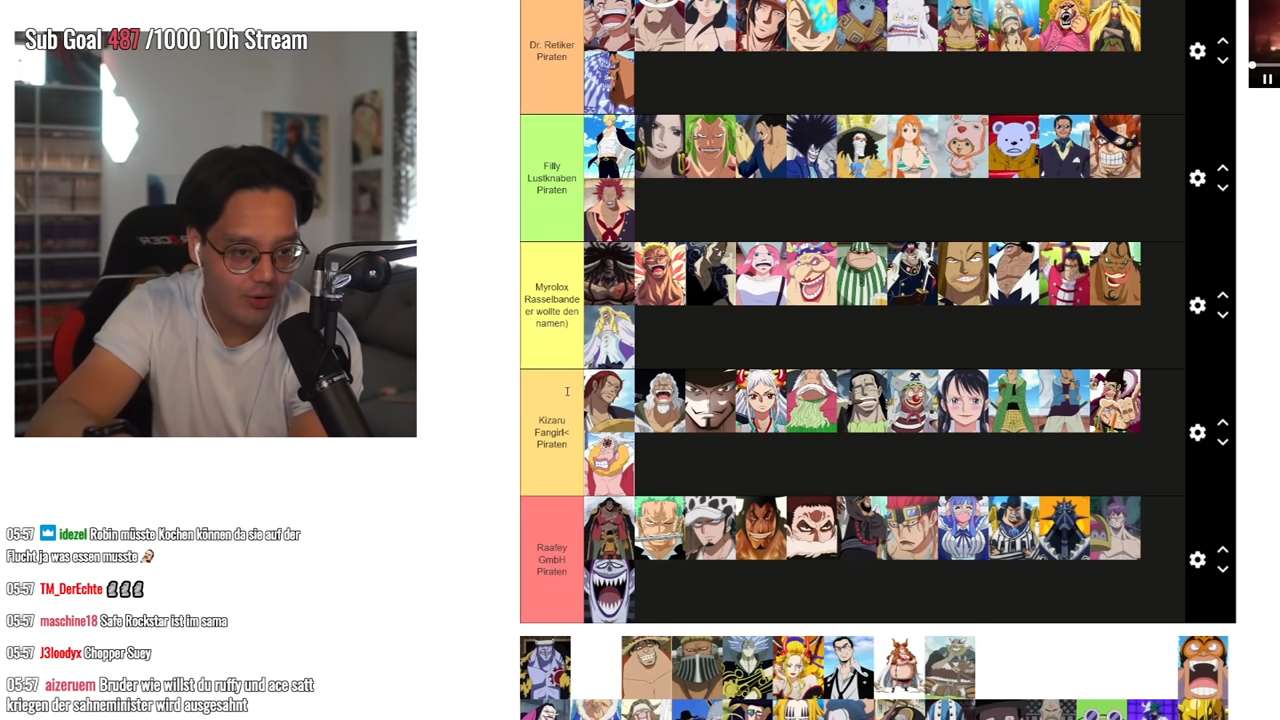 Sub Goal 487 /1000 10h Stream
Dr. Retiker
Piraten
Filly
Lustknaben
Piraten
Myrolox
Rasselbande
er wollte den
namen)
Kizaru
Fangirl<
Piraten
Raafey
GmbH
Piraten
05:57 idezel Robin müsste Kochen können da sie auf der
Flucht ja was essen musste
05:57 TM_DerEchte
05:57 maschine18 Safe Rockstar ist im sama
05:57 J3loodyx Chopper Suey
05:57 aizeruem Bruder wie willst du ruffy und ace satt
kriegen der sahneminister wird ausgesahnt